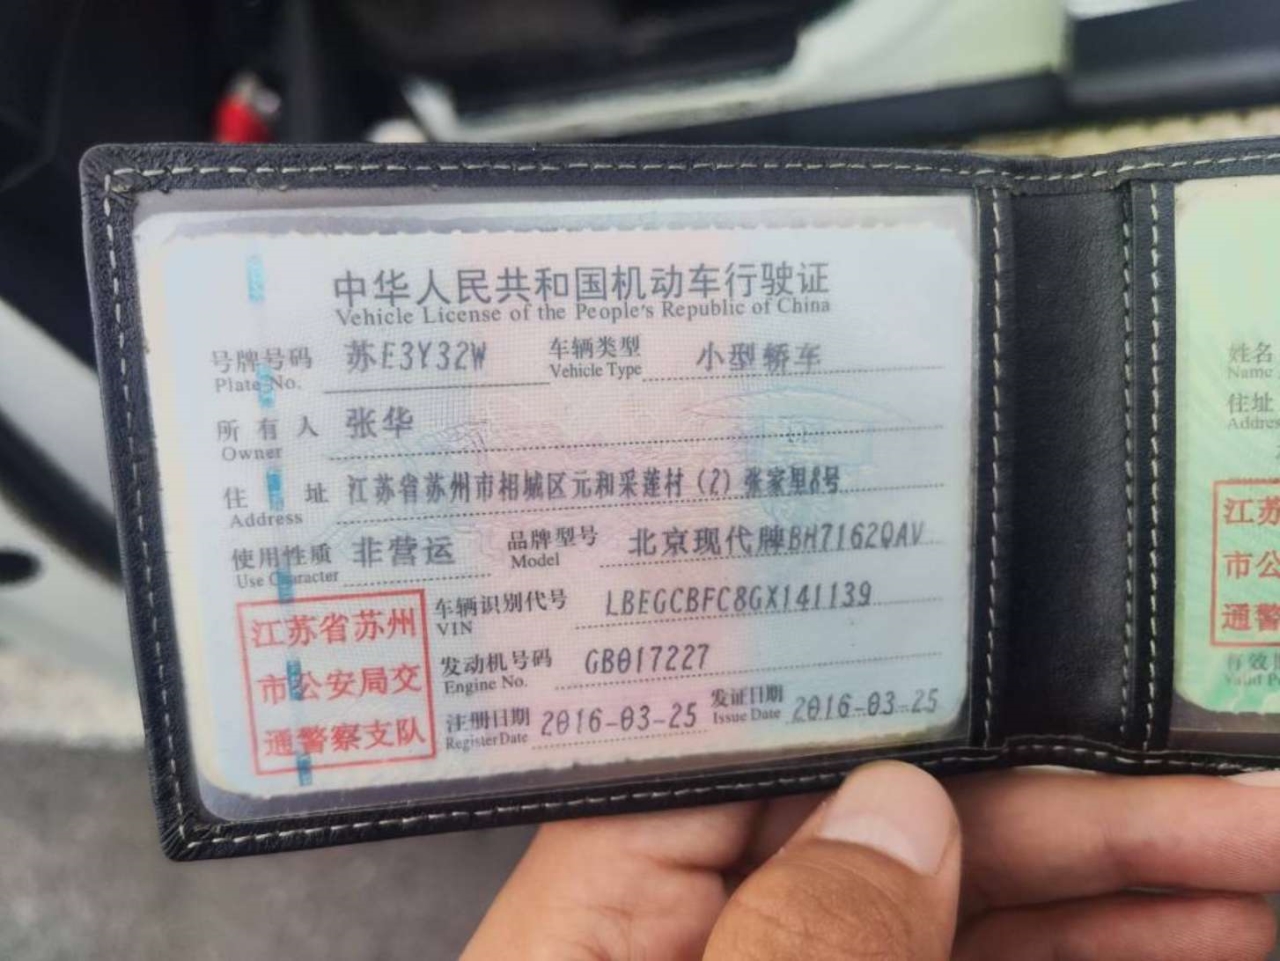 中华人民共和国机动车行驶证
Vehicle License of the People's Republic of China
号牌号码 苏E3Y32W 车辆类型 小型轿车
Plate No. Vehicle Type
所有人 张华
Owner
住址 江苏省苏州市相城区元和采莲村(2)张家里8号
Address
使用性质 非营运 品牌型号 北京现代牌BH7162QAV
Use Character Model
车辆识别代号 LBEGCBFC8GX141139
VIN
发动机号码 GB017227
Engine No.
注册日期 2016-03-25 发证日期 2016-03-25
Register Date Issue Date
江苏省苏州
市公安局交
通警察支队
姓名
Name
住址
Address
江苏
市公
通警
有效
Valid